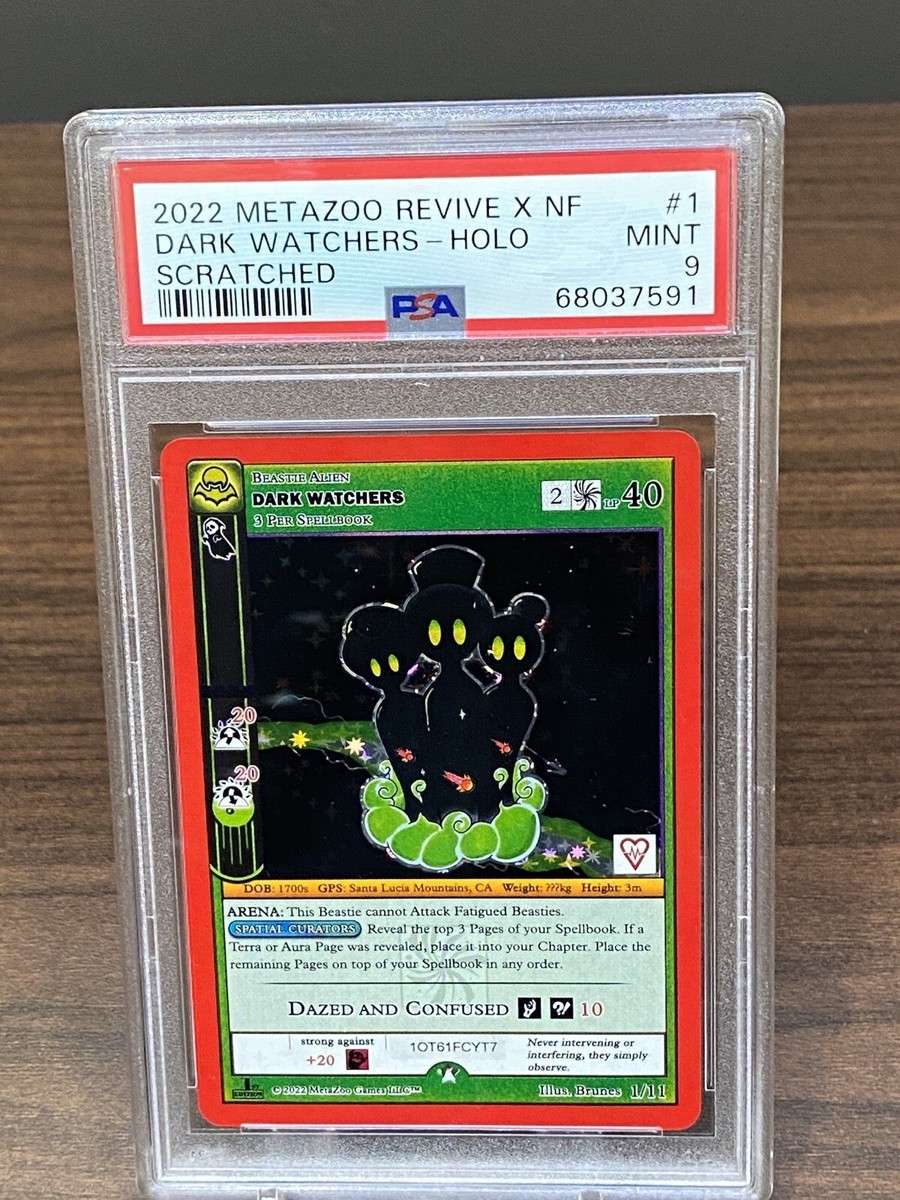 2022 METAZOO REVIVE X NF #1
DARK WATCHERS – HOLO MINT
SCRATCHED 9
PSA 68037591
BEASTIE ALIEN
DARK WATCHERS
3 PER SPELLBOOK
2 LP 40
20
20
DOB: 1700s GPS: Santa Lucia Mountains, CA Weight: ???kg Height: 3m
ARENA: This Beastie cannot Attack Fatigued Beasties.
SPATIAL CURATORS Reveal the top 3 Pages of your Spellbook. If a
Terra or Aura Page was revealed, place it into your Chapter. Place the
remaining Pages on top of your Spellbook in any order.
DAZED AND CONFUSED 10
strong against
+20
1OT61FCYT7
Never intervening or
interfering, they simply
observe.
1ST EDITION
© 2022 MetaZoo Games LLC™
Illus. Brunes 1/11